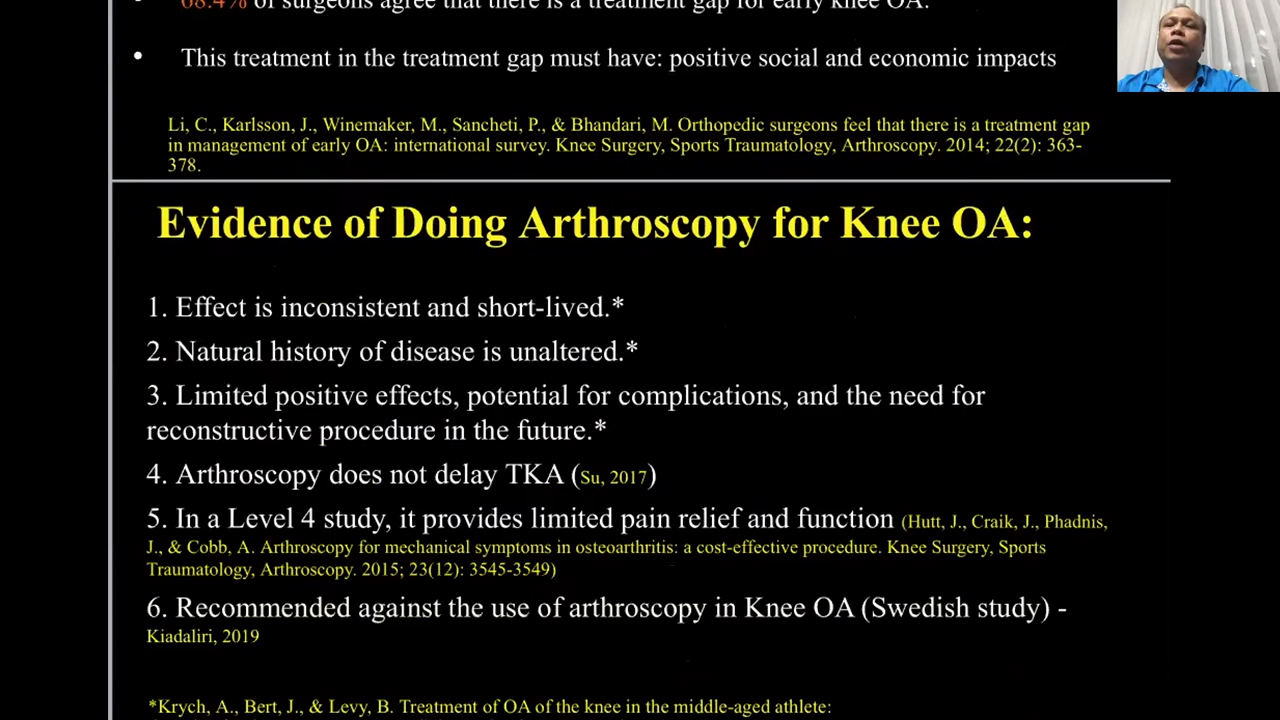 68.4% of surgeons agree that there is a treatment gap for early knee OA.
• This treatment in the treatment gap must have: positive social and economic impacts
Li, C., Karlsson, J., Winemaker, M., Sancheti, P., & Bhandari, M. Orthopedic surgeons feel that there is a treatment gap
in management of early OA: international survey. Knee Surgery, Sports Traumatology, Arthroscopy. 2014; 22(2): 363-
378.
Evidence of Doing Arthroscopy for Knee OA:
1. Effect is inconsistent and short-lived.*
2. Natural history of disease is unaltered.*
3. Limited positive effects, potential for complications, and the need for
reconstructive procedure in the future.*
4. Arthroscopy does not delay TKA (Su, 2017)
5. In a Level 4 study, it provides limited pain relief and function (Hutt, J., Craik, J., Phadnis,
J., & Cobb, A. Arthroscopy for mechanical symptoms in osteoarthritis: a cost-effective procedure. Knee Surgery, Sports
Traumatology, Arthroscopy. 2015; 23(12): 3545-3549)
6. Recommended against the use of arthroscopy in Knee OA (Swedish study) -
Kiadaliri, 2019
*Krych, A., Bert, J., & Levy, B. Treatment of OA of the knee in the middle-aged athlete: